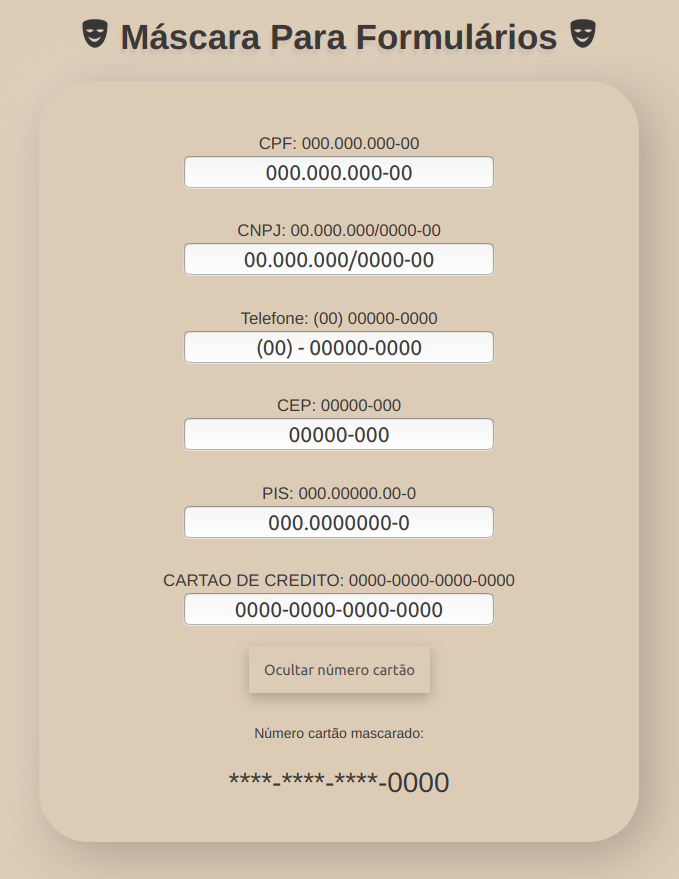 Máscara Para Formulários
CPF: 000.000.000-00
000.000.000-00
CNPJ: 00.000.000/0000-00
00.000.000/0000-00
Telefone: (00) 00000-0000
(00) - 00000-0000
CEP: 00000-000
00000-000
PIS: 000.00000.00-0
000.0000000-0
CARTAO DE CREDITO: 0000-0000-0000-0000
0000-0000-0000-0000
Ocultar número cartão
Número cartão mascarado:
****-****-****-0000